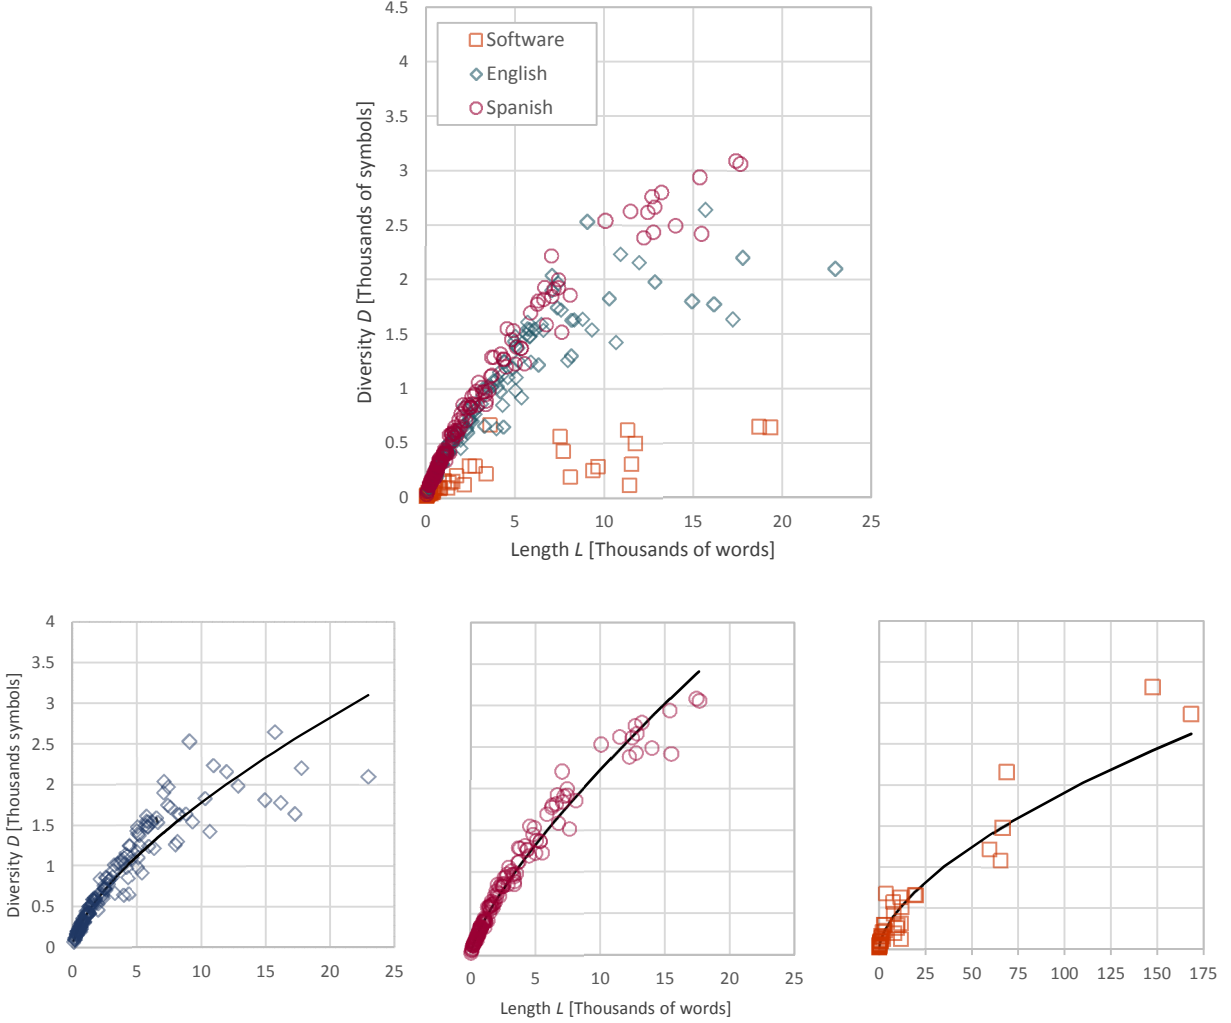 4.5
4
3.5
3
2.5
2
1.5
1
0.5
0
Diversity D [Thousands of symbols]
Software
English
Spanish
0 5 10 15 20 25
Length L [Thousands of words]
4
3.5
3
2.5
2
1.5
1
0.5
0
Diversity D [Thousands symbols]
0 5 10 15 20 25
0 5 10 15 20 25
0 25 50 75 100 125 150 175
Length L [Thousands of words]